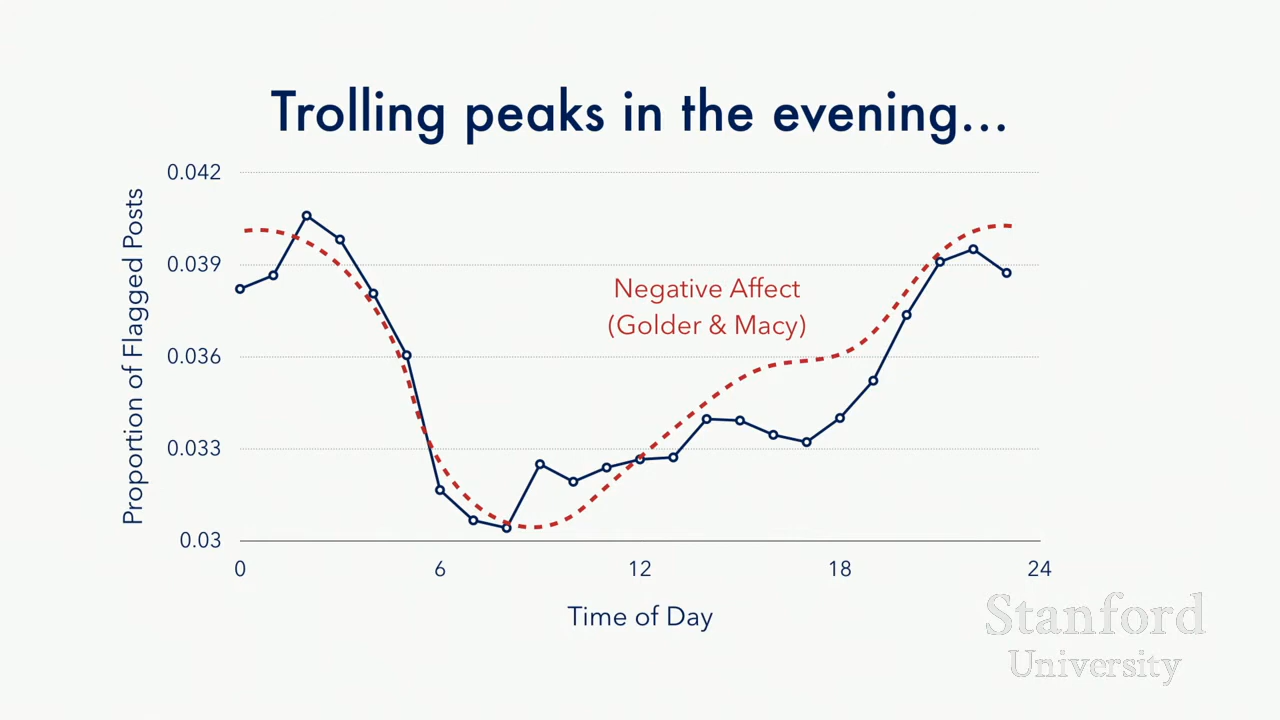 Trolling peaks in the evening...
Proportion of Flagged Posts
0.042
0.039
0.036
0.033
0.03
Negative Affect
(Golder & Macy)
0 6 12 18 24
Time of Day
Stanford
University